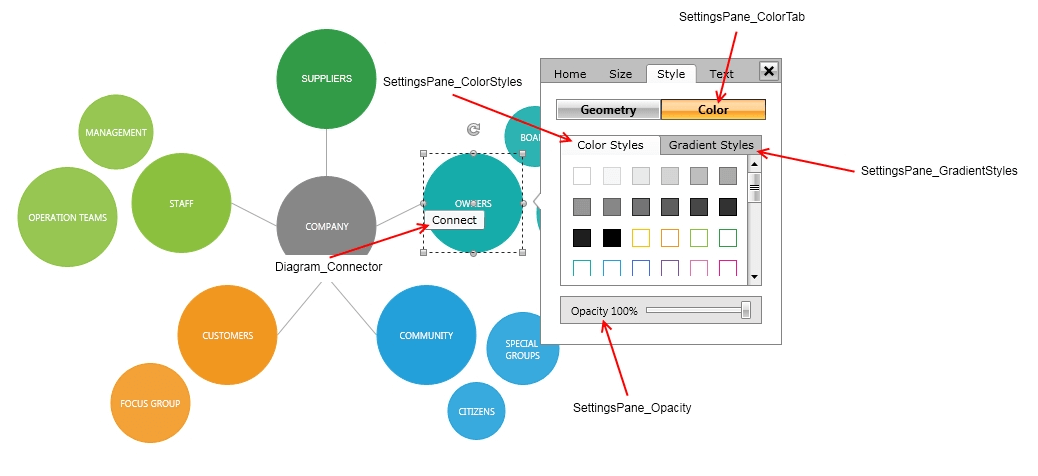 SettingsPane_ColorTab
SUPPLIERS
SettingsPane_ColorStyles
Home Size Style Text
Geometry Color
MANAGEMENT
Color Styles Gradient Styles
SettingsPane_GradientStyles
STAFF
OWNERS
OPERATION TEAMS
Connect
COMPANY
Diagram_Connector
Opacity 100%
CUSTOMERS
COMMUNITY
SPECIAL
GROUPS
FOCUS GROUP
CITIZENS
SettingsPane_Opacity